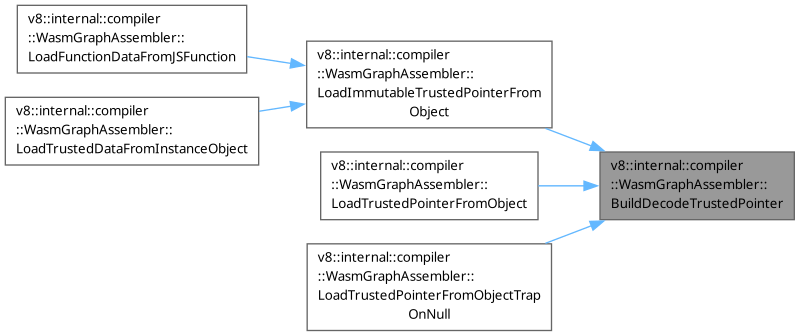 v8::internal::compiler
::WasmGraphAssembler::
LoadFunctionDataFromJSFunction
v8::internal::compiler
::WasmGraphAssembler::
LoadTrustedDataFromInstanceObject
v8::internal::compiler
::WasmGraphAssembler::
LoadImmutableTrustedPointerFrom
Object
v8::internal::compiler
::WasmGraphAssembler::
LoadTrustedPointerFromObject
v8::internal::compiler
::WasmGraphAssembler::
LoadTrustedPointerFromObjectTrap
OnNull
v8::internal::compiler
::WasmGraphAssembler::
BuildDecodeTrustedPointer